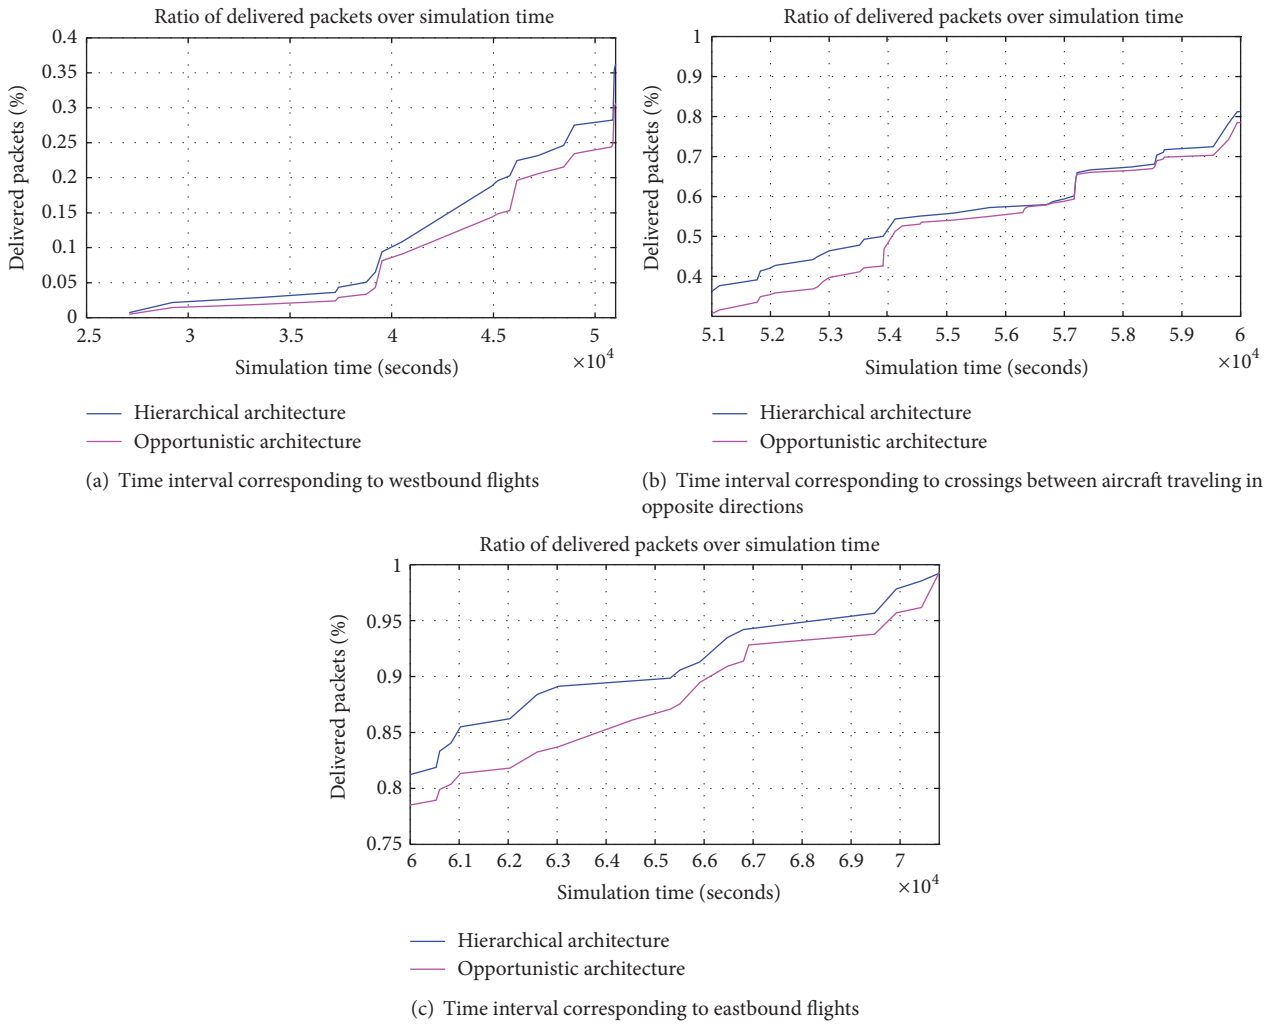 Ratio of delivered packets over simulation time
Delivered packets (%)
0.4
0.35
0.3
0.25
0.2
0.15
0.1
0.05
0
2.5
3
3.5
4
4.5
5
×10⁴
Simulation time (seconds)
Hierarchical architecture
Opportunistic architecture
(a) Time interval corresponding to westbound flights
Ratio of delivered packets over simulation time
Delivered packets (%)
1
0.9
0.8
0.7
0.6
0.5
0.4
5.1
5.2
5.3
5.4
5.5
5.6
5.7
5.8
5.9
6
×10⁴
Simulation time (seconds)
Hierarchical architecture
Opportunistic architecture
(b) Time interval corresponding to crossings between aircraft traveling in
opposite directions
Ratio of delivered packets over simulation time
Delivered packets (%)
1
0.95
0.9
0.85
0.8
0.75
6
6.1
6.2
6.3
6.4
6.5
6.6
6.7
6.8
6.9
7
×10⁴
Simulation time (seconds)
Hierarchical architecture
Opportunistic architecture
(c) Time interval corresponding to eastbound flights